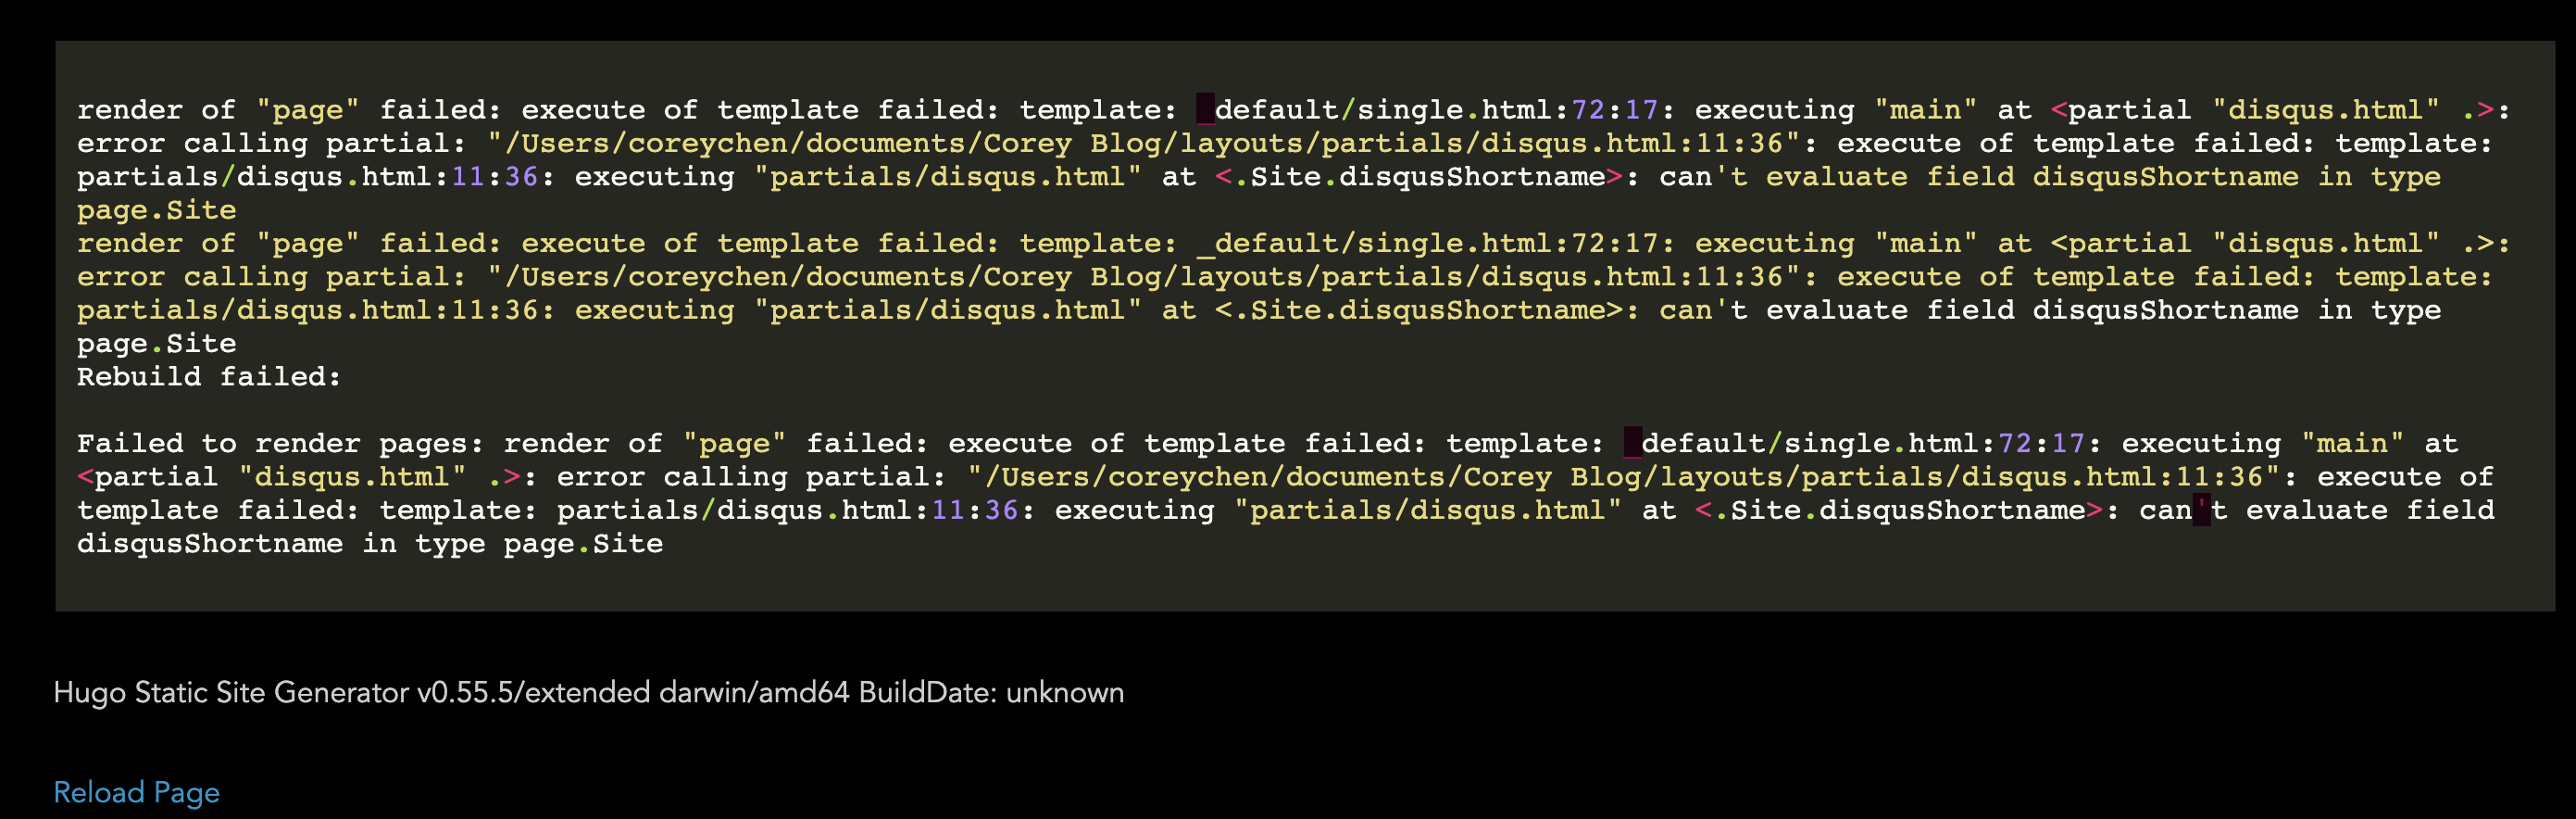 render of "page" failed: execute of template failed: template: _default/single.html:72:17: executing "main" at <partial "disqus.html" .>:
error calling partial: "/Users/coreychen/documents/Corey Blog/layouts/partials/disqus.html:11:36": execute of template failed: template:
partials/disqus.html:11:36: executing "partials/disqus.html" at <.Site.disqusShortname>: can't evaluate field disqusShortname in type
page.Site
render of "page" failed: execute of template failed: template: _default/single.html:72:17: executing "main" at <partial "disqus.html" .>:
error calling partial: "/Users/coreychen/documents/Corey Blog/layouts/partials/disqus.html:11:36": execute of template failed: template:
partials/disqus.html:11:36: executing "partials/disqus.html" at <.Site.disqusShortname>: can't evaluate field disqusShortname in type
page.Site
Rebuild failed:
Failed to render pages: render of "page" failed: execute of template failed: template: _default/single.html:72:17: executing "main" at
<partial "disqus.html" .>: error calling partial: "/Users/coreychen/documents/Corey Blog/layouts/partials/disqus.html:11:36": execute of
template failed: template: partials/disqus.html:11:36: executing "partials/disqus.html" at <.Site.disqusShortname>: can't evaluate field
disqusShortname in type page.Site
Hugo Static Site Generator v0.55.5/extended darwin/amd64 BuildDate: unknown
Reload Page